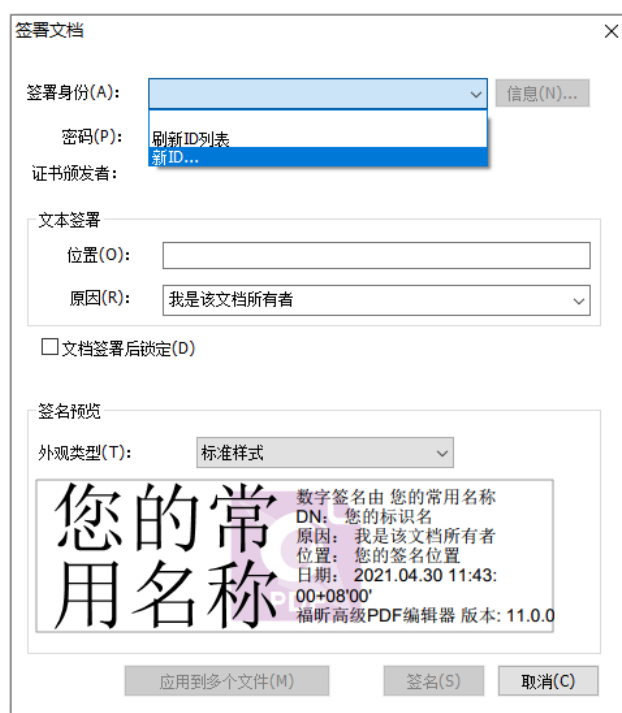 签署文档
签署身份(A):
信息(N)...
刷新ID列表
密码(P):
新ID...
证书颁发者:
文本签署
位置(O):
原因(R):
我是该文档所有者
文档签署后锁定(D)
签名预览
外观类型(T):
标准样式
您的常
用名称
数字签名由 您的常用名称
DN： 您的标识名
原因： 我是该文档所有者
位置： 您的签名位置
日期： 2021.04.30 11:43:
00+08'00'
福昕高级PDF编辑器 版本: 11.0.0
PDF
应用到多个文件(M)
签名(S)
取消(C)